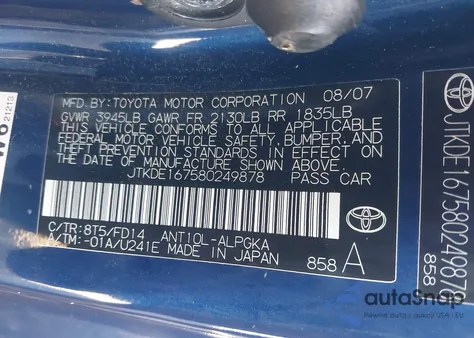 MFD.BY: TOYOTA MOTOR CORPORATION 08/07
GVWR 3945LB GAWR FR 2130LB RR 1835LB
THIS VEHICLE CONFORMS TO ALL APPLICABLE
FEDERAL MOTOR VEHICLE SAFETY, BUMPER, AND
THEFT PREVENTION STANDARDS IN EFFECT ON THE
DATE OF MANUFACTURE SHOWN ABOVE.
JTKDE167580249878 PASS. CAR
C/TR: 8T5/FD14 ANT10L-ALPGKA
A/TM: -01A/U241E MADE IN JAPAN 858 A
TOYOTA
JTKDE167580249878
858
21213
autoSnap